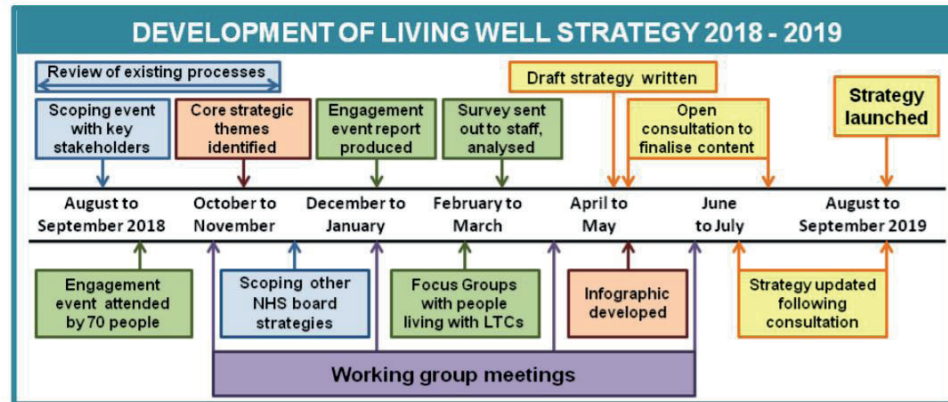 DEVELOPMENT OF LIVING WELL STRATEGY 2018 - 2019
Review of existing processes
Draft strategy written
Scoping event
with key
stakeholders
Core strategic
themes
identified
Engagement
event report
produced
Survey sent
out to staff,
analysed
Open
consultation to
finalise content
Strategy
launched
August to
September 2018
October to
November
December to
January
February to
March
April to
May
June
to July
August to
September 2019
Engagement
event attended
by 70 people
Scoping other
NHS board
strategies
Focus Groups
with people
living with LTCs
Infographic
developed
Strategy updated
following
consultation
Working group meetings